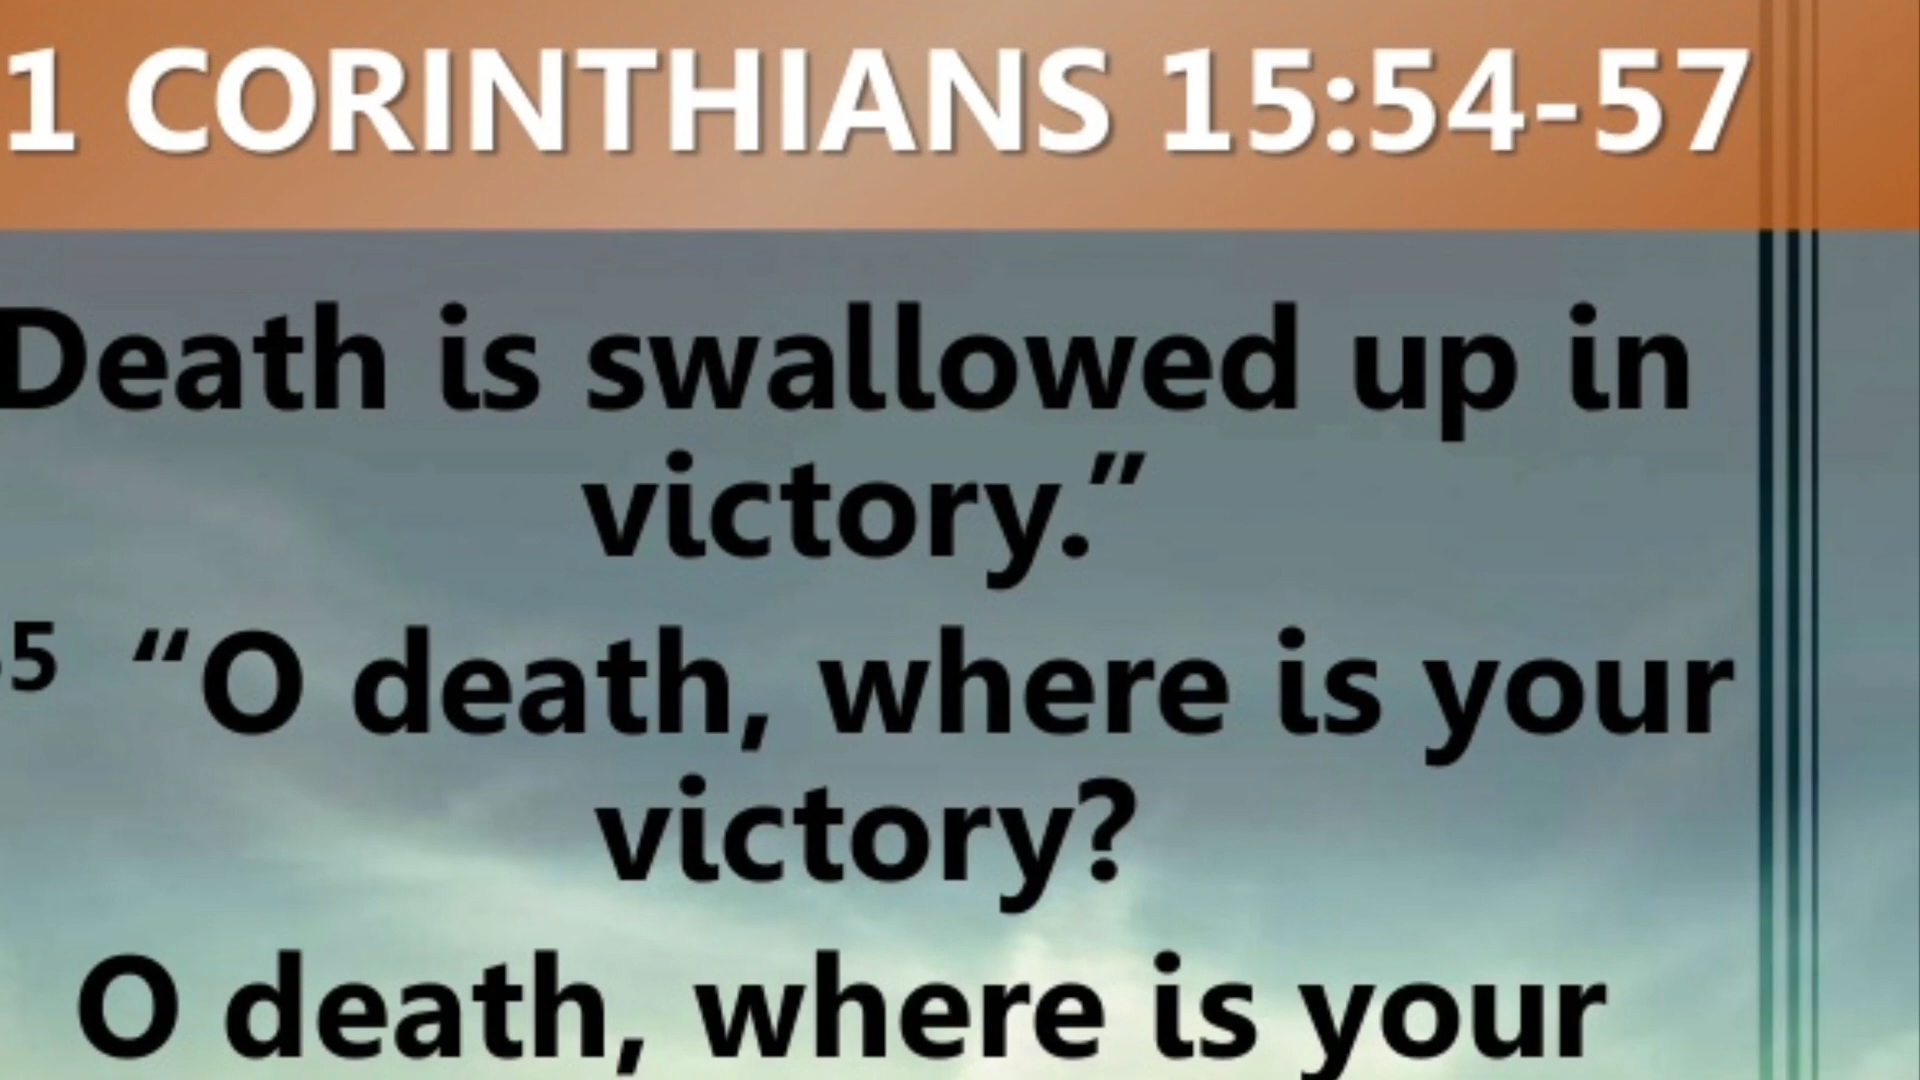 1 CORINTHIANS 15:54-57
Death is swallowed up in
victory.”
5 “O death, where is your
victory?
O death, where is your